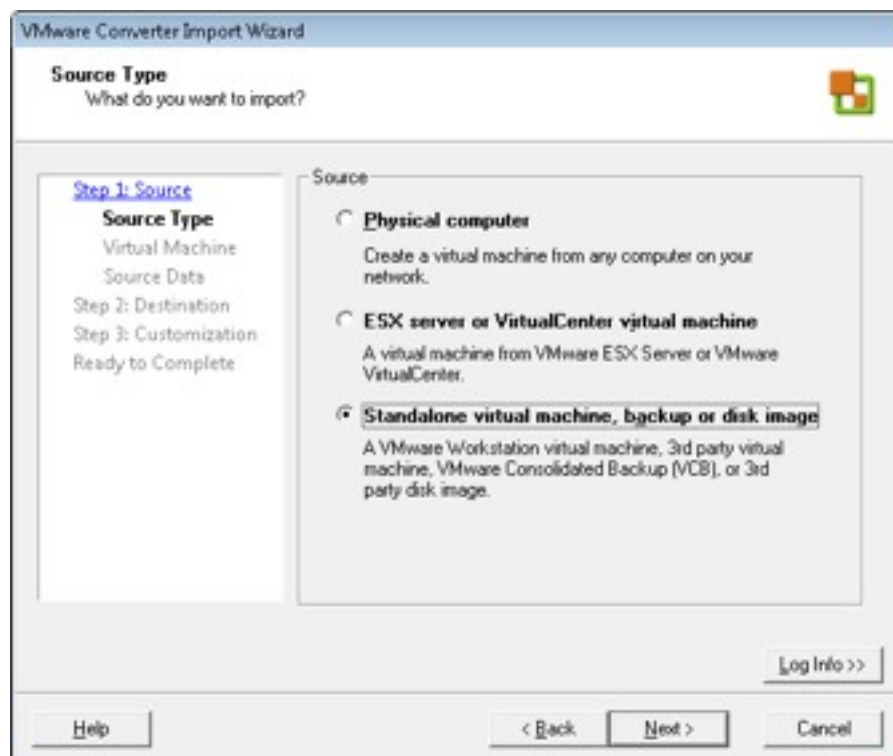 VMware Converter Import Wizard
Source Type
What do you want to import?
Step 1: Source
Source Type
Virtual Machine
Source Data
Step 2: Destination
Step 3: Customization
Ready to Complete
Source
Physical computer
Create a virtual machine from any computer on your
network.
ESX server or VirtualCenter virtual machine
A virtual machine from VMware ESX Server or VMware
VirtualCenter.
Standalone virtual machine, backup or disk image
A VMware Workstation virtual machine, 3rd party virtual
machine, VMware Consolidated Backup (VCB), or 3rd
party disk image.
Log Info >>
Help
< Back
Next >
Cancel